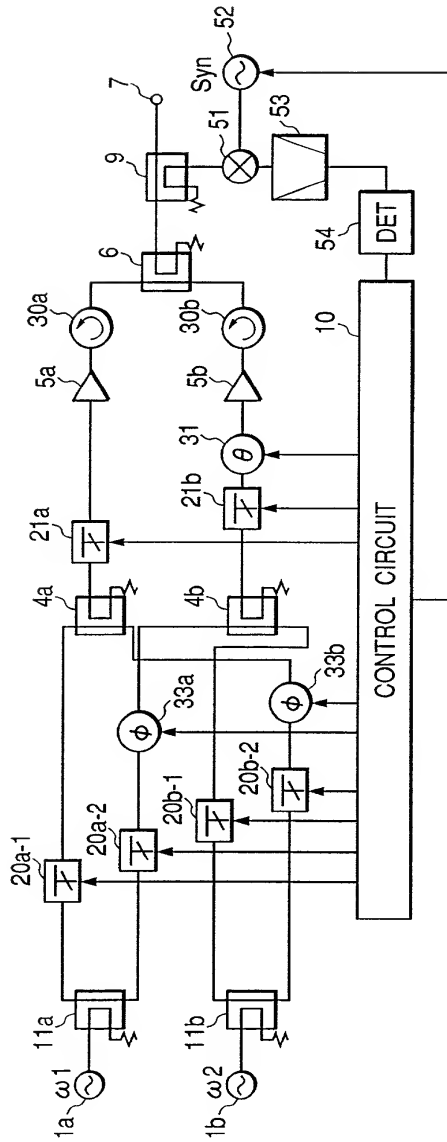 1a
ω1
11a
20a-1
20a-2
33a
4a
21a
5a
30a
6
9
7
Syn
52
51
53
DET
54
1b
ω2
11b
20b-1
20b-2
33b
4b
21b
31
θ
5b
30b
ϕ
ϕ
CONTROL CIRCUIT
10